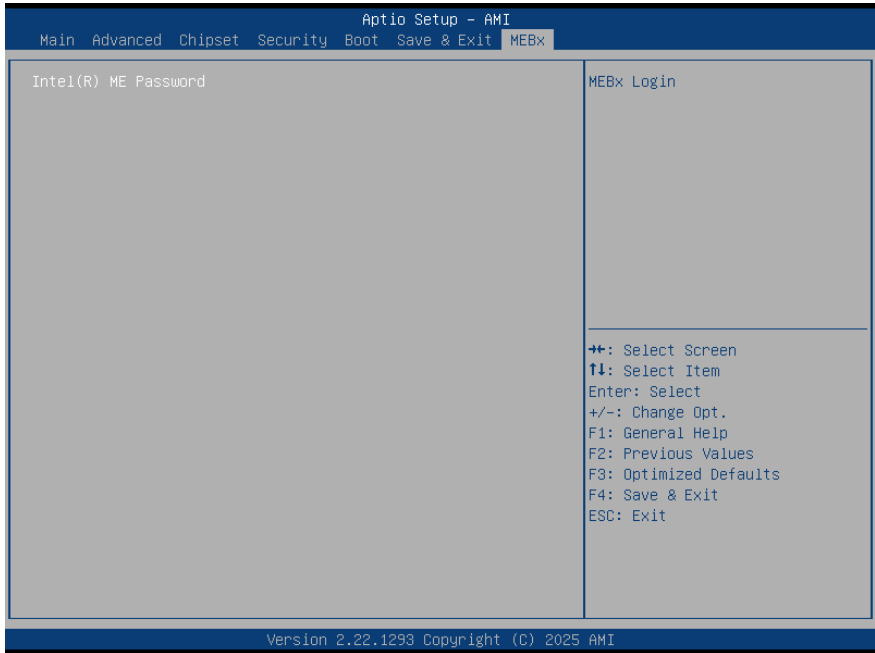 Aptio Setup – AMI
Main Advanced Chipset Security Boot Save & Exit MEBx
Intel(R) ME Password
MEBx Login
→←: Select Screen
↑↓: Select Item
Enter: Select
+/-: Change Opt.
F1: General Help
F2: Previous Values
F3: Optimized Defaults
F4: Save & Exit
ESC: Exit
Version 2.22.1293 Copyright (C) 2025 AMI